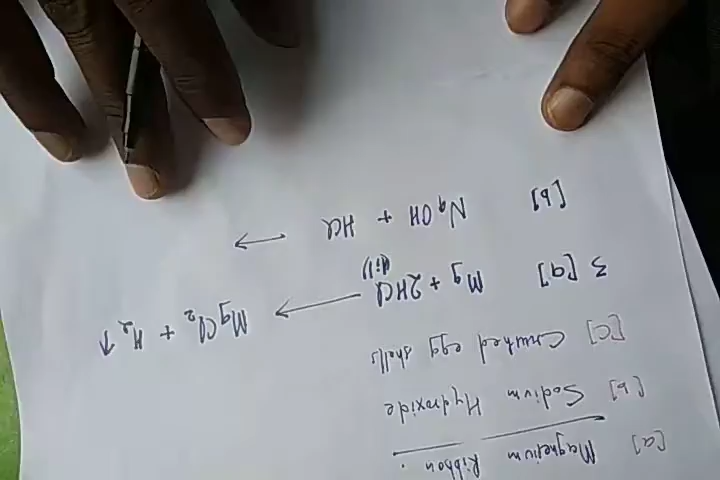 [a] Magnesium Ribbon.
[b] Sodium Hydroxide
[c] Crushed egg shells
3 [a] Mg + 2HCl (dil) ⟶ MgCl₂ + H₂ ↑
[b] NaOH + HCl ⟶